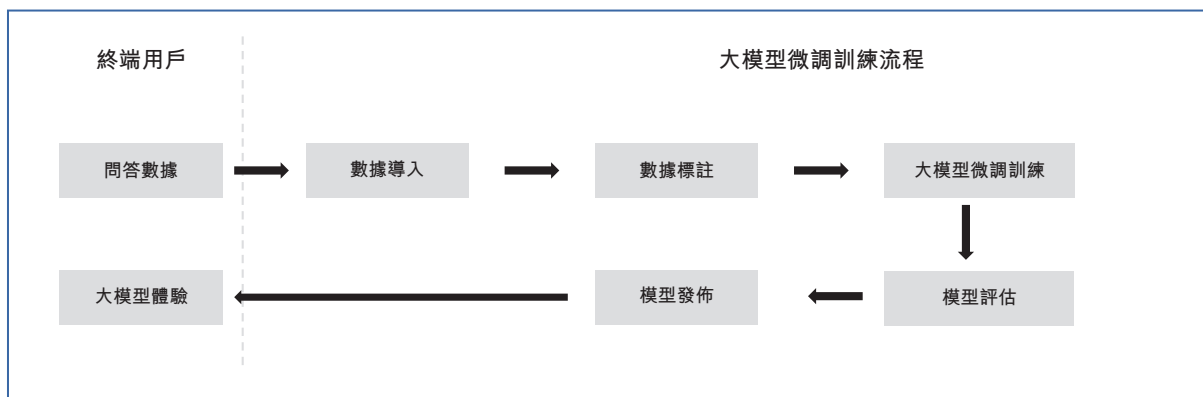 終端用戶
大模型微調訓練流程
問答數據
數據導入
數據標註
大模型微調訓練
大模型體驗
模型發佈
模型評估